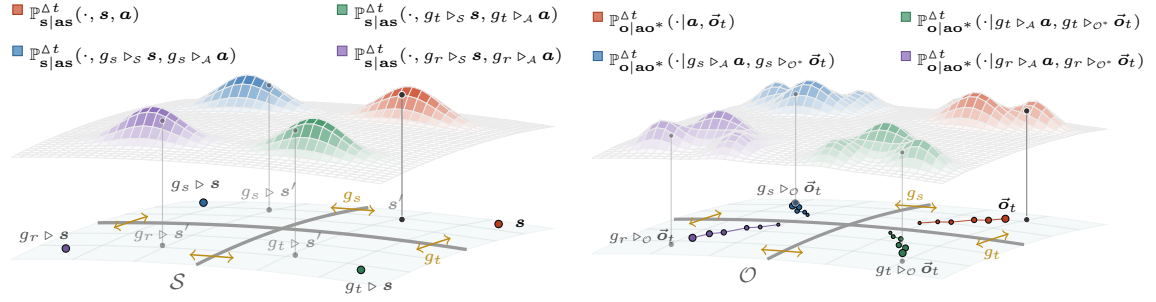 ℙ^{Δt}_{s|as}(·, s, a)
ℙ^{Δt}_{s|as}(·, g_t ▷_𝒮 s, g_t ▷_𝒜 a)
ℙ^{Δt}_{s|as}(·, g_s ▷_𝒮 s, g_s ▷_𝒜 a)
ℙ^{Δt}_{s|as}(·, g_r ▷_𝒮 s, g_r ▷_𝒜 a)
g_s ▷ s
g_s ▷ s′
g_s
s′
s
g_r ▷ s
g_r ▷ s′
g_t ▷ s′
g_t
𝒮
g_t ▷ s
ℙ^{Δt}_{o|ao*}(·|a, o⃗_t)
ℙ^{Δt}_{o|ao*}(·|g_t ▷_𝒜 a, g_t ▷_{𝒪*} o⃗_t)
ℙ^{Δt}_{o|ao*}(·|g_s ▷_𝒜 a, g_s ▷_{𝒪*} o⃗_t)
ℙ^{Δt}_{o|ao*}(·|g_r ▷_𝒜 a, g_r ▷_{𝒪*} o⃗_t)
g_s ▷_𝒪 o⃗_t
g_s
o⃗_t
g_r ▷_𝒪 o⃗_t
g_t
𝒪
g_t ▷_𝒪 o⃗_t